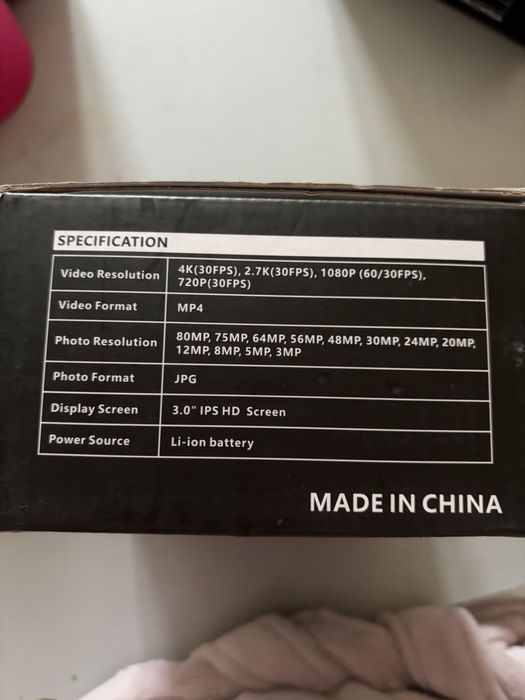 SPECIFICATION
Video Resolution 4K(30FPS), 2.7K(30FPS), 1080P (60/30FPS),
720P(30FPS)
Video Format MP4
Photo Resolution 80MP, 75MP, 64MP, 56MP, 48MP, 30MP, 24MP, 20MP,
12MP, 8MP, 5MP, 3MP
Photo Format JPG
Display Screen 3.0" IPS HD Screen
Power Source Li-ion battery
MADE IN CHINA